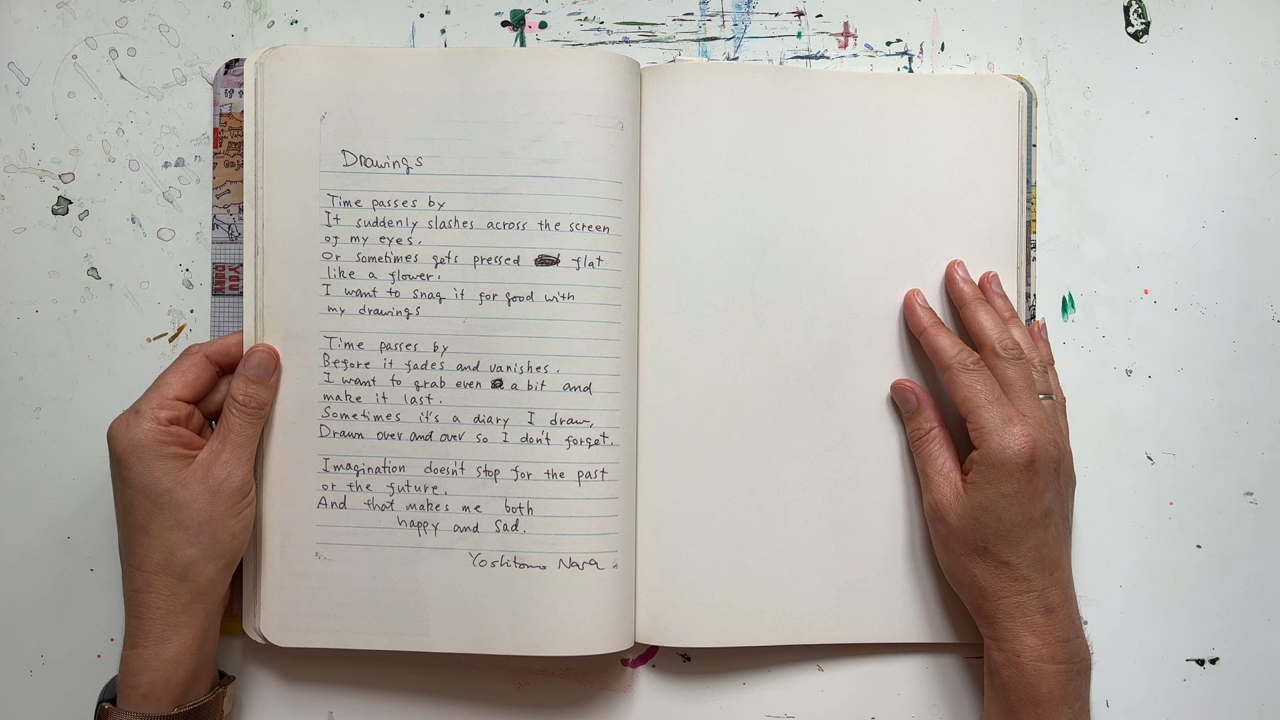 Drawings
Time passes by
It suddenly slashes across the screen
of my eyes.
Or sometimes gets pressed flat
like a flower.
I want to snag it for good with
my drawings
Time passes by
Before it fades and vanishes.
I want to grab even a bit and
make it last.
Sometimes it's a diary I draw,
Drawn over and over so I don't forget.
Imagination doesn't stop for the past
or the future.
And that makes me both
happy and sad.
Yoshitomo Nara